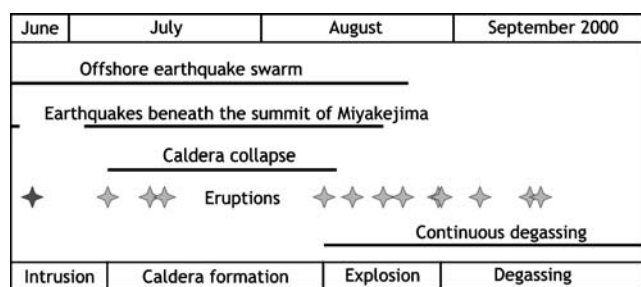 June July August September 2000
Offshore earthquake swarm
Earthquakes beneath the summit of Miyakejima
Caldera collapse
Eruptions
Continuous degassing
Intrusion Caldera formation Explosion Degassing